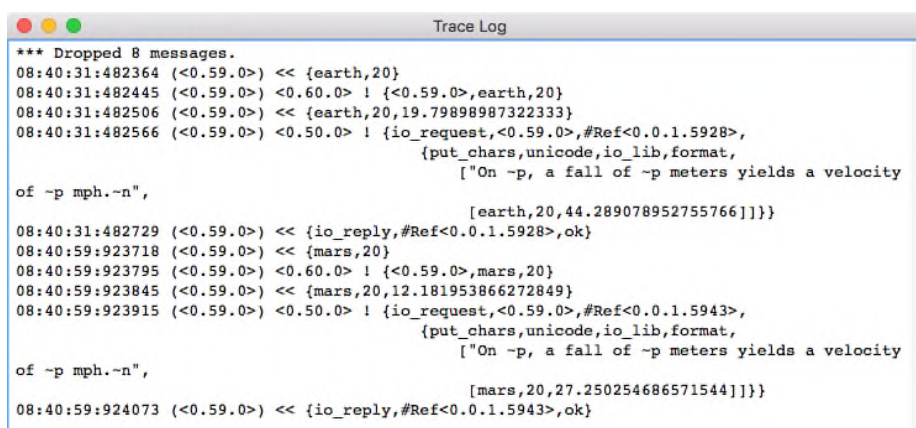 Trace Log
*** Dropped 8 messages.
08:40:31:482364 (<0.59.0>) << {earth,20}
08:40:31:482445 (<0.59.0>) <0.60.0> ! {<0.59.0>,earth,20}
08:40:31:482506 (<0.59.0>) << {earth,20,19.79898987322333}
08:40:31:482566 (<0.59.0>) <0.50.0> ! {io_request,<0.59.0>,#Ref<0.0.1.5928>,
{put_chars,unicode,io_lib,format,
["On ~p, a fall of ~p meters yields a velocity
of ~p mph.~n",
[earth,20,44.289078952755766]]}}
08:40:31:482729 (<0.59.0>) << {io_reply,#Ref<0.0.1.5928>,ok}
08:40:59:923718 (<0.59.0>) << {mars,20}
08:40:59:923795 (<0.59.0>) <0.60.0> ! {<0.59.0>,mars,20}
08:40:59:923845 (<0.59.0>) << {mars,20,12.181953866272849}
08:40:59:923915 (<0.59.0>) <0.50.0> ! {io_request,<0.59.0>,#Ref<0.0.1.5943>,
{put_chars,unicode,io_lib,format,
["On ~p, a fall of ~p meters yields a velocity
of ~p mph.~n",
[mars,20,27.250254686571544]]}}
08:40:59:924073 (<0.59.0>) << {io_reply,#Ref<0.0.1.5943>,ok}